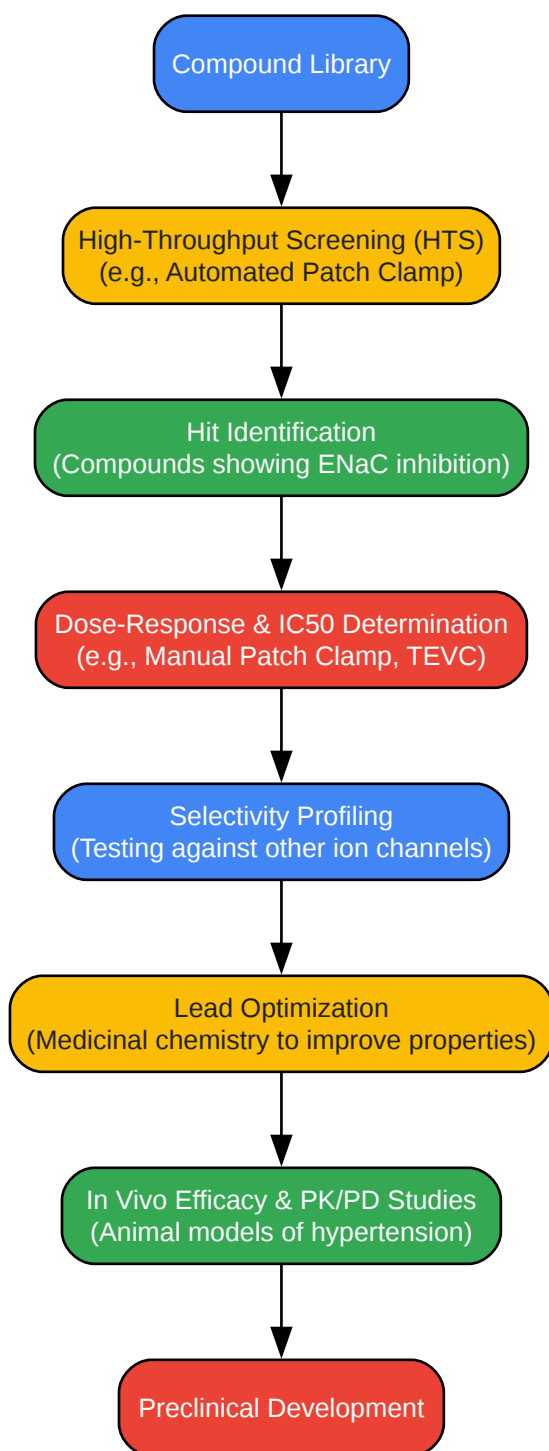 Compound Library
High-Throughput Screening (HTS)
(e.g., Automated Patch Clamp)
Hit Identification
(Compounds showing ENaC inhibition)
Dose-Response & IC50 Determination
(e.g., Manual Patch Clamp, TEVC)
Selectivity Profiling
(Testing against other ion channels)
Lead Optimization
(Medicinal chemistry to improve properties)
In Vivo Efficacy & PK/PD Studies
(Animal models of hypertension)
Preclinical Development